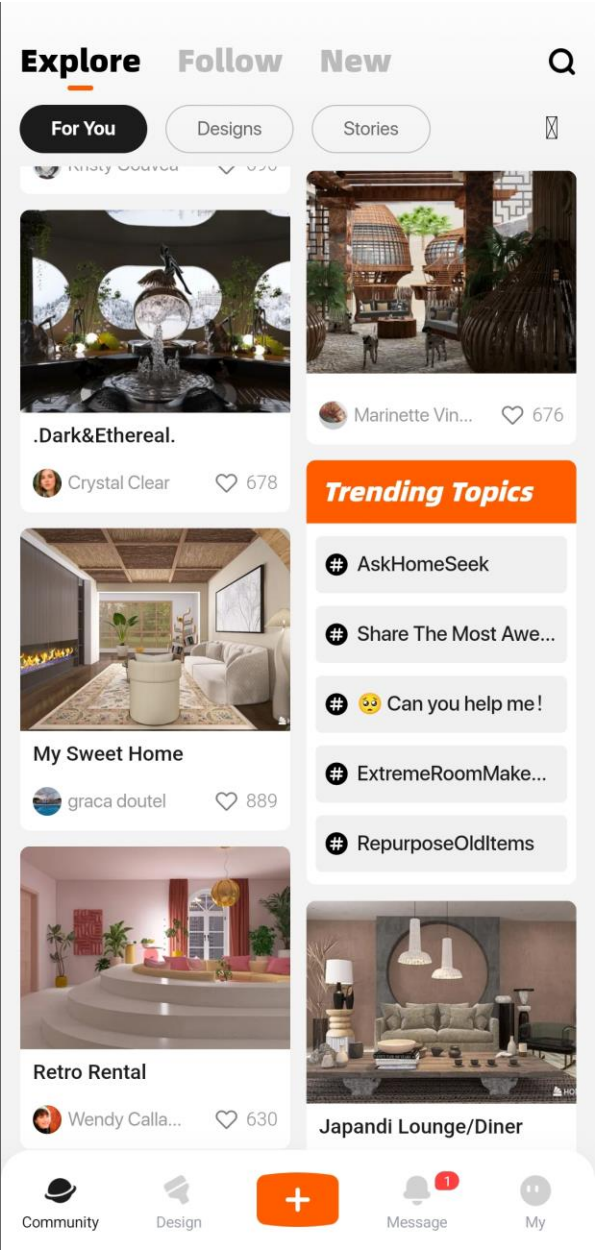 Explore Follow New
For You Designs Stories
.Dark&Ethereal.
Crystal Clear 678
My Sweet Home
graca doutel 889
Retro Rental
Wendy Calla... 630
Marinette Vin... 676
Trending Topics
# AskHomeSeek
# Share The Most Awe...
# 🥺 Can you help me!
# ExtremeRoomMake...
# RepurposeOldItems
Japandi Lounge/Diner
Community Design + Message 1 My